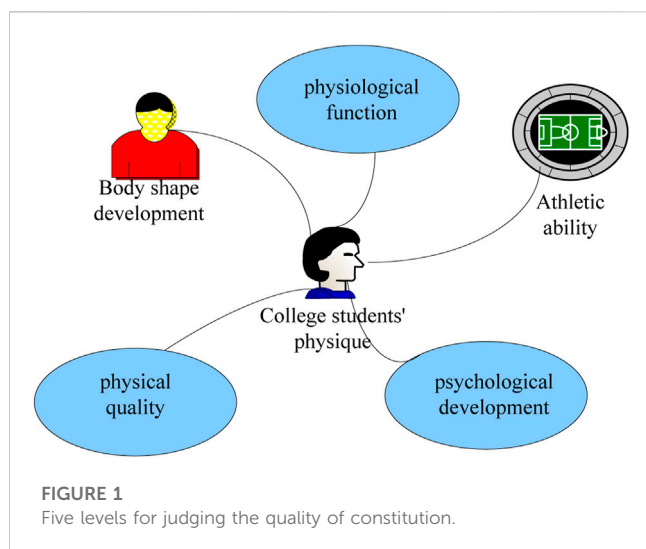 physiological
function
Body shape
development
Athletic
ability
College students'
physique
physical
quality
psychological
development
FIGURE 1
Five levels for judging the quality of constitution.